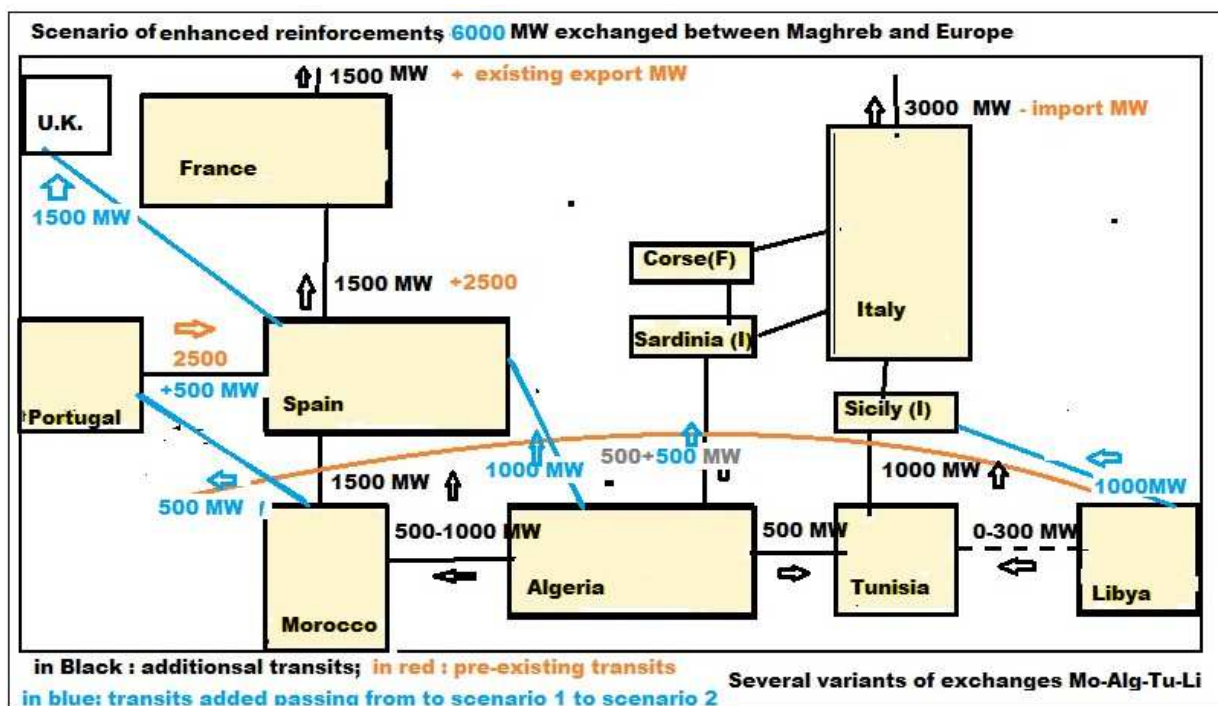 Scenario of enhanced reinforcements 6000 MW exchanged between Maghreb and Europe
1500 MW + existing export MW
3000 MW - import MW
U.K.
France
1500 MW
Corse(F)
1500 MW +2500
Italy
Sardinia (I)
2500
+500 MW
Portugal
Spain
Sicily (I)
1000 MW
500+500 MW
1500 MW
1000 MW
1000MW
500 MW
500-1000 MW
500 MW
0-300 MW
Algeria
Tunisia
Libya
Morocco
in Black : additionsal transits; in red : pre-existing transits
Several variants of exchanges Mo-Alg-Tu-Li
in blue: transits added passing from to scenario 1 to scenario 2